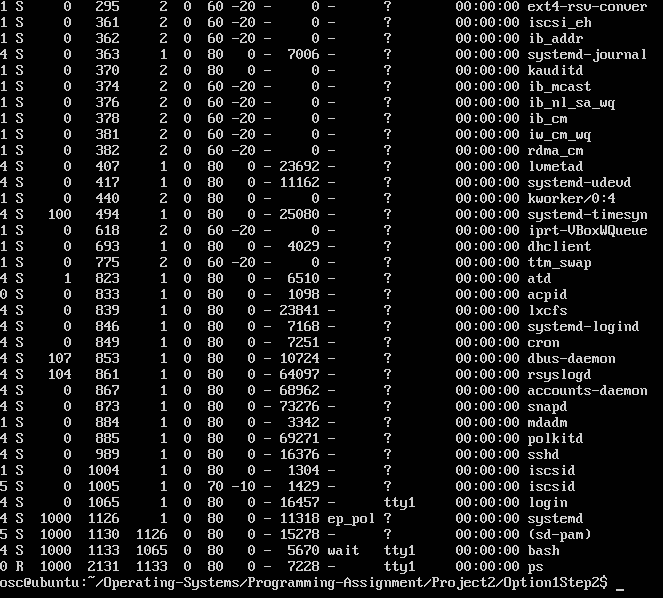 1 S 0 295 2 0 60 -20 - 0 - ? 00:00:00 ext4-rsv-conver
1 S 0 361 2 0 60 -20 - 0 - ? 00:00:00 iscsi_eh
1 S 0 362 2 0 60 -20 - 0 - ? 00:00:00 ib_addr
4 S 0 363 1 0 80 0 - 7006 - ? 00:00:00 systemd-journal
1 S 0 370 2 0 80 0 - 0 - ? 00:00:00 kauditd
1 S 0 374 2 0 60 -20 - 0 - ? 00:00:00 ib_mcast
1 S 0 376 2 0 60 -20 - 0 - ? 00:00:00 ib_nl_sa_wq
1 S 0 378 2 0 60 -20 - 0 - ? 00:00:00 ib_cm
1 S 0 381 2 0 60 -20 - 0 - ? 00:00:00 iw_cm_wq
1 S 0 382 2 0 60 -20 - 0 - ? 00:00:00 rdma_cm
4 S 0 407 1 0 80 0 - 23692 - ? 00:00:00 lvmetad
4 S 0 417 1 0 80 0 - 11162 - ? 00:00:00 systemd-udevd
1 S 0 440 2 0 80 0 - 0 - ? 00:00:00 kworker/0:4
4 S 100 494 1 0 80 0 - 25080 - ? 00:00:00 systemd-timesyn
1 S 0 618 2 0 60 -20 - 0 - ? 00:00:00 iprt-VBoxWQueue
1 S 0 693 1 0 80 0 - 4029 - ? 00:00:00 dhclient
1 S 0 775 2 0 60 -20 - 0 - ? 00:00:00 ttm_swap
4 S 1 823 1 0 80 0 - 6510 - ? 00:00:00 atd
0 S 0 833 1 0 80 0 - 1098 - ? 00:00:00 acpid
4 S 0 839 1 0 80 0 - 23841 - ? 00:00:00 lxcfs
4 S 0 846 1 0 80 0 - 7168 - ? 00:00:00 systemd-logind
4 S 0 849 1 0 80 0 - 7251 - ? 00:00:00 cron
4 S 107 853 1 0 80 0 - 10724 - ? 00:00:00 dbus-daemon
4 S 104 861 1 0 80 0 - 64097 - ? 00:00:00 rsyslogd
4 S 0 867 1 0 80 0 - 68962 - ? 00:00:00 accounts-daemon
4 S 0 873 1 0 80 0 - 73276 - ? 00:00:00 snapd
1 S 0 884 1 0 80 0 - 3342 - ? 00:00:00 mdadm
4 S 0 885 1 0 80 0 - 69271 - ? 00:00:00 polkitd
4 S 0 989 1 0 80 0 - 16376 - ? 00:00:00 sshd
1 S 0 1004 1 0 80 0 - 1304 - ? 00:00:00 iscsid
5 S 0 1005 1 0 70 -10 - 1429 - ? 00:00:00 iscsid
4 S 0 1065 1 0 80 0 - 16457 - tty1 00:00:00 login
4 S 1000 1126 1 0 80 0 - 11318 ep_pol ? 00:00:00 systemd
5 S 1000 1130 1126 0 80 0 - 15278 - ? 00:00:00 (sd-pam)
4 S 1000 1133 1065 0 80 0 - 5670 wait tty1 00:00:00 bash
0 R 1000 2131 1133 0 80 0 - 7228 - tty1 00:00:00 ps
osc@ubuntu:~/Operating-Systems/Programming-Assignment/Project2/Option1Step2$ _